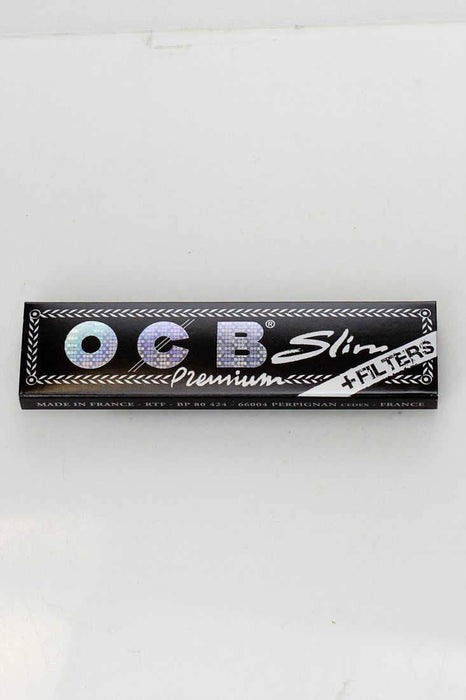 OCB® Slim
Premium
+FILTERS
MADE IN FRANCE - RTF - BP 80 424 - 66004 PERPIGNAN CEDEX - FRANCE